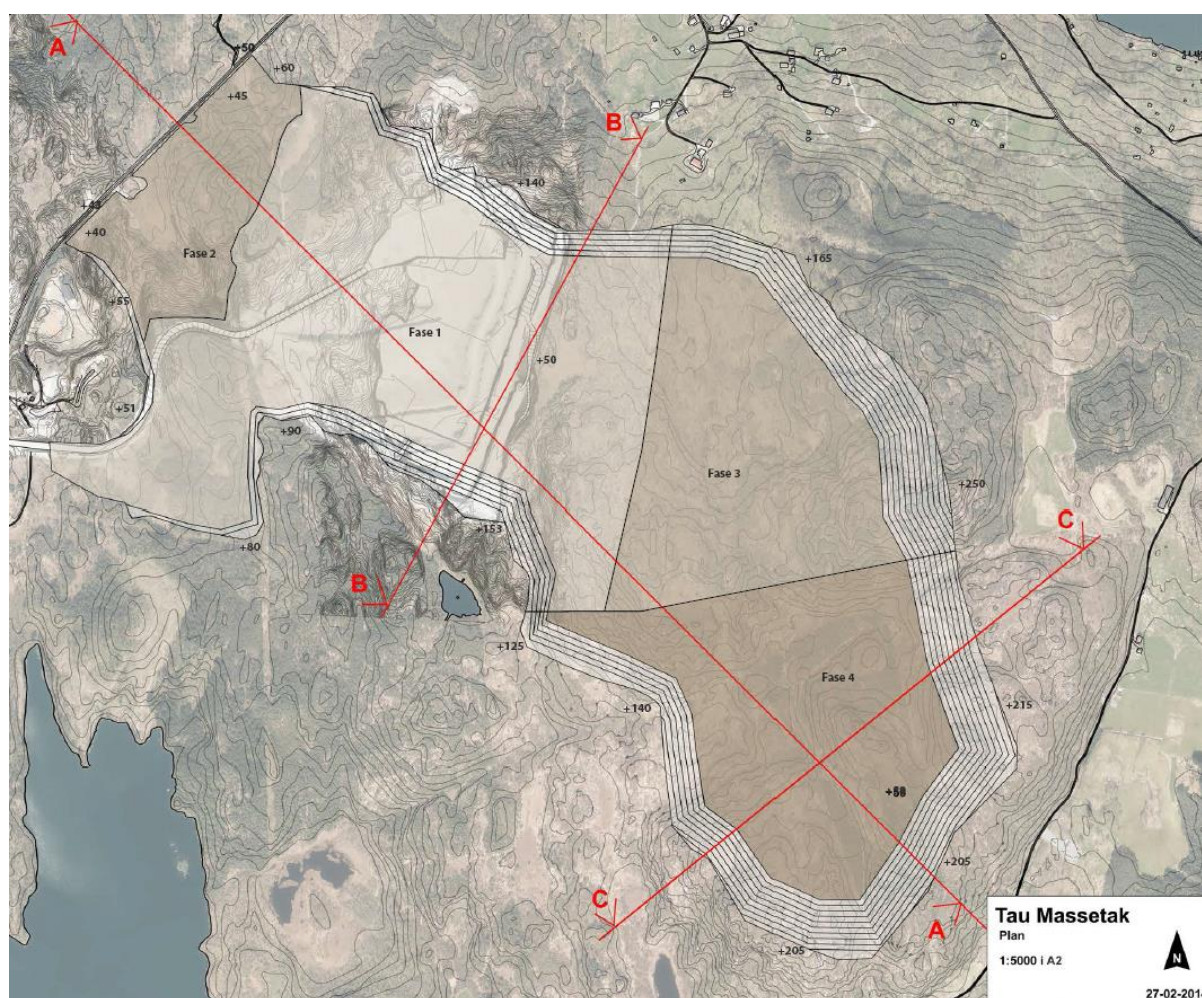 A
+50
+60
+45
B
+140
+40
Fase 2
+165
+55
Fase 1
+50
+51
+90
Fase 3
+250
C
+153
+80
B
+125
Fase 4
+140
+215
+205
C
A
+205
Tau Massetak
Plan
1:5000 i A2
N